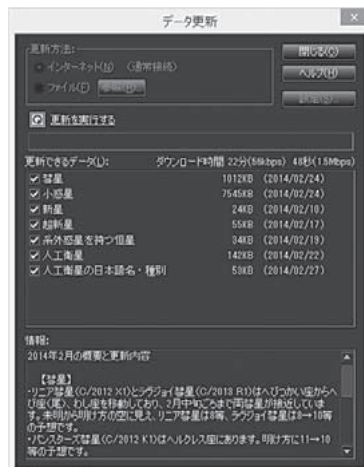 データ更新
更新方法:
インターネット(N) (通常接続)
ファイル(F) 参照(R)...
閉じる(C)
ヘルプ(H)
設定(S)...
更新を実行する
更新できるデータ(L): ダウンロード時間 22分(56kbps) 48秒(1.5Mbps)
彗星 1012KB (2014/02/24)
小惑星 7545KB (2014/02/24)
新星 24KB (2014/02/10)
超新星 55KB (2014/02/17)
系外惑星を持つ恒星 34KB (2014/02/19)
人工衛星 142KB (2014/02/22)
人工衛星の日本語名・種別 53KB (2014/02/27)
情報:
2014年2月の概要と更新内容
【彗星】
・リニア彗星(C/2012 X1)とラヴジョイ彗星(C/2013 R1)はへびつかい座からへ
び座(尾)、わし座を移動しており、2月中旬ごろまで両彗星が接近していま
す。未明から明け方の空に見え、リニア彗星は8等、ラヴジョイ彗星は8→10等
の予想です。
・パンスターズ彗星(C/2012 K1)はヘルクレス座にあります。明け方に11→10
等の予想です。